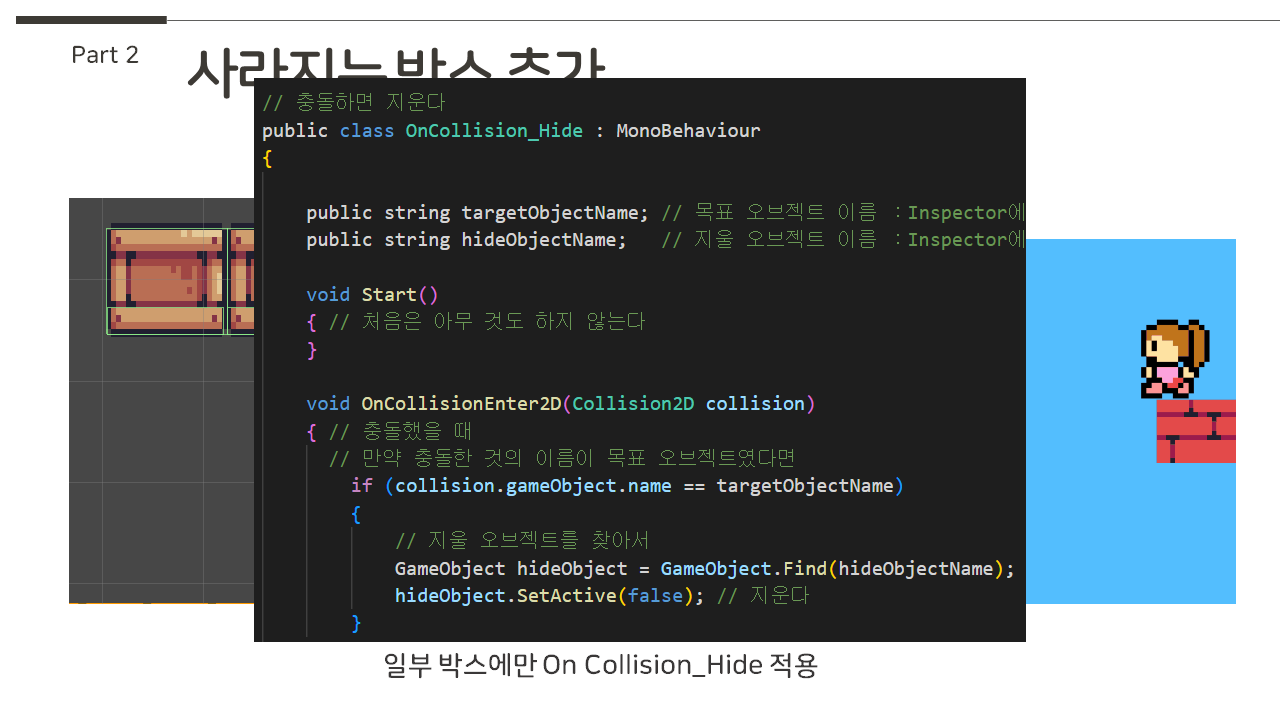 Part 2
사라지는 박스 추가
// 충돌하면 지운다
public class OnCollision_Hide : MonoBehaviour
{
public string targetObjectName; // 목표 오브젝트 이름 : Inspector에
public string hideObjectName; // 지울 오브젝트 이름 : Inspector에
void Start()
{ // 처음은 아무 것도 하지 않는다
}
void OnCollisionEnter2D(Collision2D collision)
{ // 충돌했을 때
// 만약 충돌한 것의 이름이 목표 오브젝트였다면
if (collision.gameObject.name == targetObjectName)
{
// 지울 오브젝트를 찾아서
GameObject hideObject = GameObject.Find(hideObjectName);
hideObject.SetActive(false); // 지운다
}
일부 박스에만 On Collision_Hide 적용